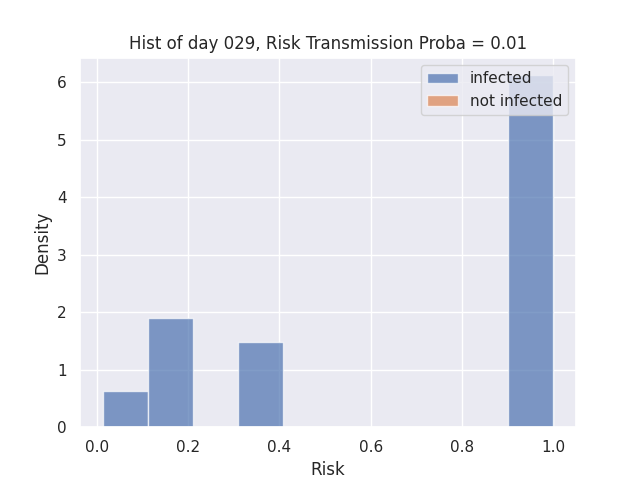 Hist of day 029, Risk Transmission Proba = 0.01
infected
not infected
6
5
4
3
2
1
0
Density
0.0 0.2 0.4 0.6 0.8 1.0
Risk